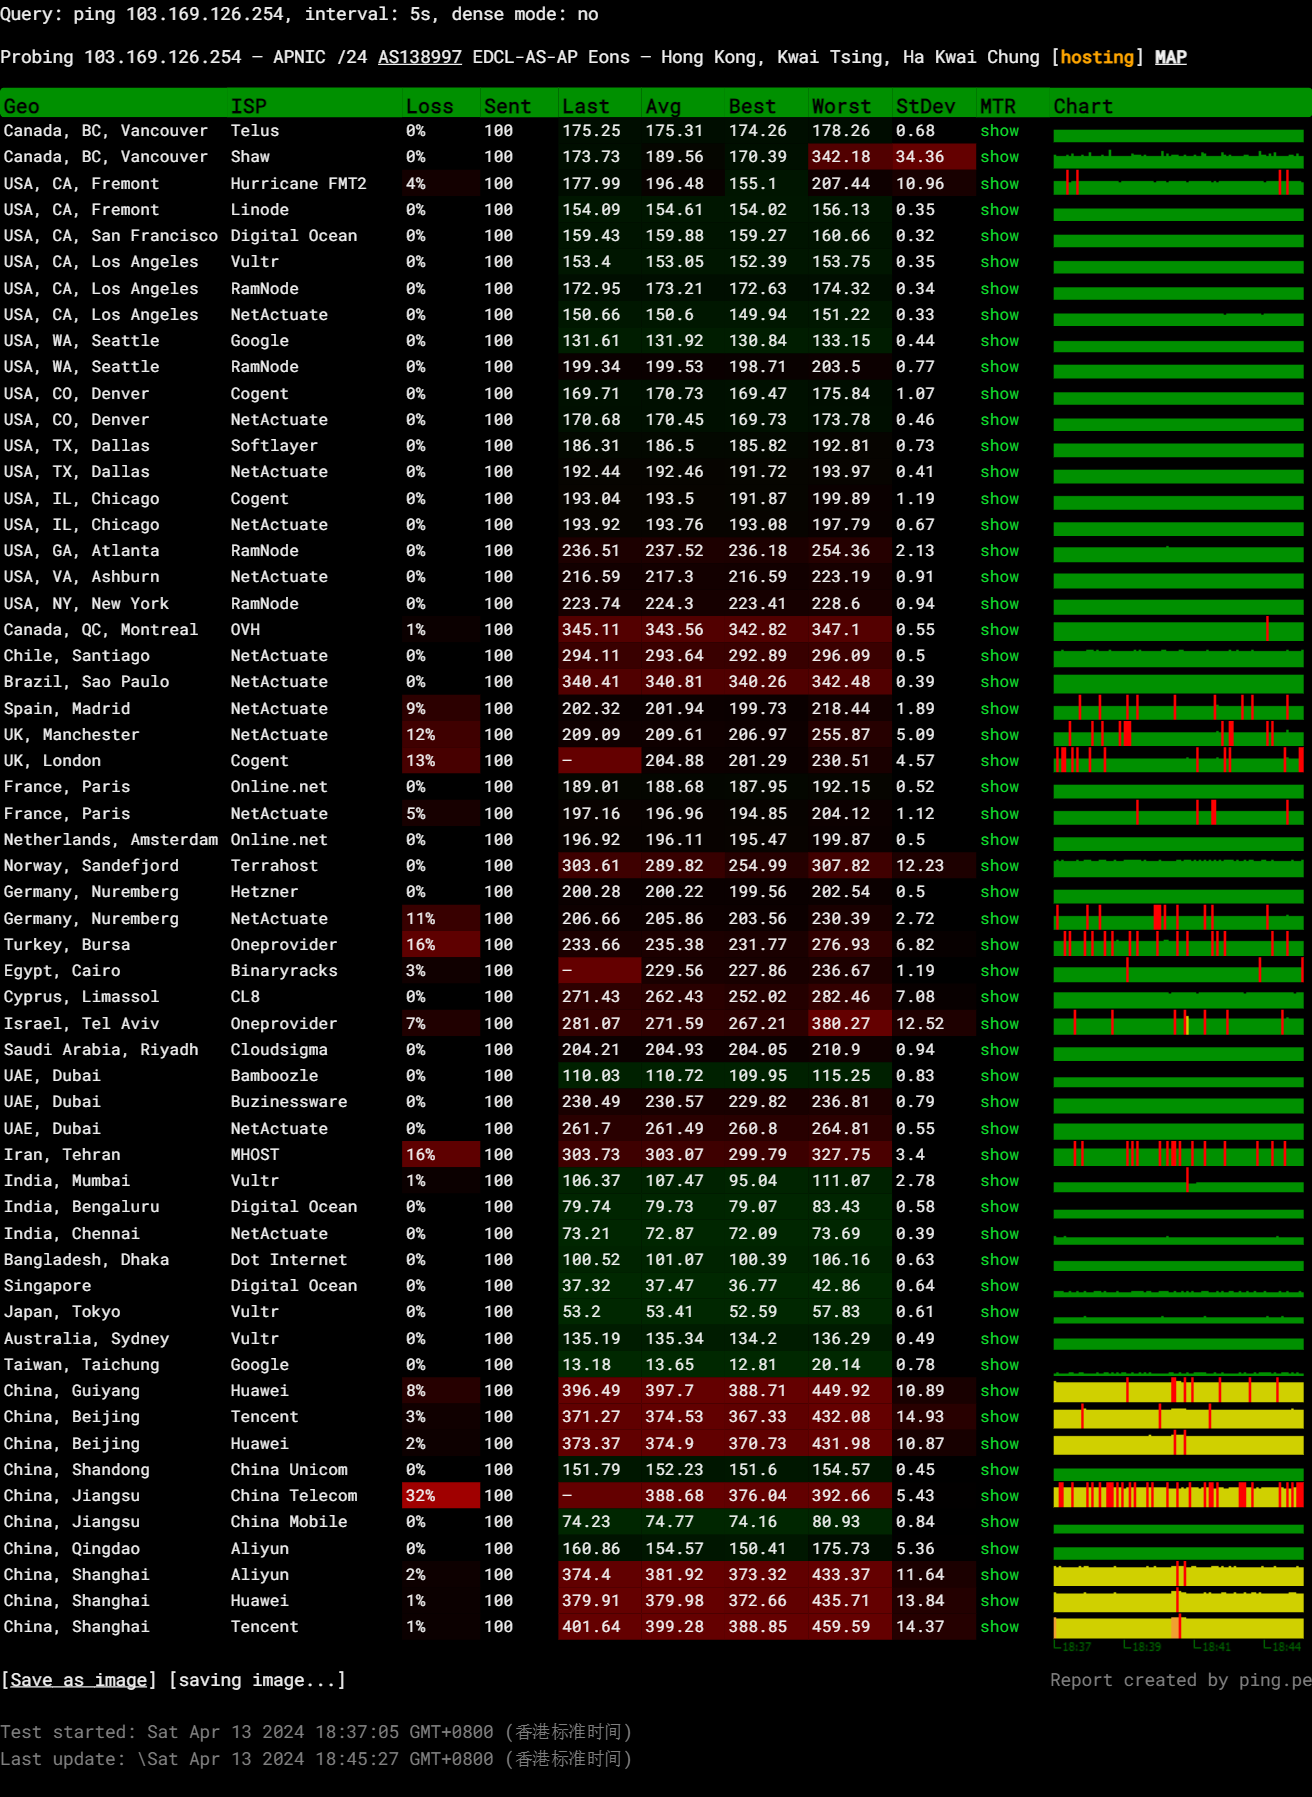 Query: ping 103.169.126.254, interval: 5s, dense mode: no
Probing 103.169.126.254 — APNIC /24 AS138997 EDCL-AS-AP Eons — Hong Kong, Kwai Tsing, Ha Kwai Chung [hosting] MAP
Geo ISP Loss Sent Last Avg Best Worst StDev MTR Chart
Canada, BC, Vancouver Telus 0% 100 175.25 175.31 174.26 178.26 0.68 show
Canada, BC, Vancouver Shaw 0% 100 173.73 189.56 170.39 342.18 34.36 show
USA, CA, Fremont Hurricane FMT2 4% 100 177.99 196.48 155.1 207.44 10.96 show
USA, CA, Fremont Linode 0% 100 154.09 154.61 154.02 156.13 0.35 show
USA, CA, San Francisco Digital Ocean 0% 100 159.43 159.88 159.27 160.66 0.32 show
USA, CA, Los Angeles Vultr 0% 100 153.4 153.05 152.39 153.75 0.35 show
USA, CA, Los Angeles RamNode 0% 100 172.95 173.21 172.63 174.32 0.34 show
USA, CA, Los Angeles NetActuate 0% 100 150.66 150.6 149.94 151.22 0.33 show
USA, WA, Seattle Google 0% 100 131.61 131.92 130.84 133.15 0.44 show
USA, WA, Seattle RamNode 0% 100 199.34 199.53 198.71 203.5 0.77 show
USA, CO, Denver Cogent 0% 100 169.71 170.73 169.47 175.84 1.07 show
USA, CO, Denver NetActuate 0% 100 170.68 170.45 169.73 173.78 0.46 show
USA, TX, Dallas Softlayer 0% 100 186.31 186.5 185.82 192.81 0.73 show
USA, TX, Dallas NetActuate 0% 100 192.44 192.46 191.72 193.97 0.41 show
USA, IL, Chicago Cogent 0% 100 193.04 193.5 191.87 199.89 1.19 show
USA, IL, Chicago NetActuate 0% 100 193.92 193.76 193.08 197.79 0.67 show
USA, GA, Atlanta RamNode 0% 100 236.51 237.52 236.18 254.36 2.13 show
USA, VA, Ashburn NetActuate 0% 100 216.59 217.3 216.59 223.19 0.91 show
USA, NY, New York RamNode 0% 100 223.74 224.3 223.41 228.6 0.94 show
Canada, QC, Montreal OVH 1% 100 345.11 343.56 342.82 347.1 0.55 show
Chile, Santiago NetActuate 0% 100 294.11 293.64 292.89 296.09 0.5 show
Brazil, Sao Paulo NetActuate 0% 100 340.41 340.81 340.26 342.48 0.39 show
Spain, Madrid NetActuate 9% 100 202.32 201.94 199.73 218.44 1.89 show
UK, Manchester NetActuate 12% 100 209.09 209.61 206.97 255.87 5.09 show
UK, London Cogent 13% 100 – 204.88 201.29 230.51 4.57 show
France, Paris Online.net 0% 100 189.01 188.68 187.95 192.15 0.52 show
France, Paris NetActuate 5% 100 197.16 196.96 194.85 204.12 1.12 show
Netherlands, Amsterdam Online.net 0% 100 196.92 196.11 195.47 199.87 0.5 show
Norway, Sandefjord Terrahost 0% 100 303.61 289.82 254.99 307.82 12.23 show
Germany, Nuremberg Hetzner 0% 100 200.28 200.22 199.56 202.54 0.5 show
Germany, Nuremberg NetActuate 11% 100 206.66 205.86 203.56 230.39 2.72 show
Turkey, Bursa Oneprovider 16% 100 233.66 235.38 231.77 276.93 6.82 show
Egypt, Cairo Binaryracks 3% 100 – 229.56 227.86 236.67 1.19 show
Cyprus, Limassol CL8 0% 100 271.43 262.43 252.02 282.46 7.08 show
Israel, Tel Aviv Oneprovider 7% 100 281.07 271.59 267.21 380.27 12.52 show
Saudi Arabia, Riyadh Cloudsigma 0% 100 204.21 204.93 204.05 210.9 0.94 show
UAE, Dubai Bamboozle 0% 100 110.03 110.72 109.95 115.25 0.83 show
UAE, Dubai Buzinessware 0% 100 230.49 230.57 229.82 236.81 0.79 show
UAE, Dubai NetActuate 0% 100 261.7 261.49 260.8 264.81 0.55 show
Iran, Tehran MHOST 16% 100 303.73 303.07 299.79 327.75 3.4 show
India, Mumbai Vultr 1% 100 106.37 107.47 95.04 111.07 2.78 show
India, Bengaluru Digital Ocean 0% 100 79.74 79.73 79.07 83.43 0.58 show
India, Chennai NetActuate 0% 100 73.21 72.87 72.09 73.69 0.39 show
Bangladesh, Dhaka Dot Internet 0% 100 100.52 101.07 100.39 106.16 0.63 show
Singapore Digital Ocean 0% 100 37.32 37.47 36.77 42.86 0.64 show
Japan, Tokyo Vultr 0% 100 53.2 53.41 52.59 57.83 0.61 show
Australia, Sydney Vultr 0% 100 135.19 135.34 134.2 136.29 0.49 show
Taiwan, Taichung Google 0% 100 13.18 13.65 12.81 20.14 0.78 show
China, Guiyang Huawei 8% 100 396.49 397.7 388.71 449.92 10.89 show
China, Beijing Tencent 3% 100 371.27 374.53 367.33 432.08 14.93 show
China, Beijing Huawei 2% 100 373.37 374.9 370.73 431.98 10.87 show
China, Shandong China Unicom 0% 100 151.79 152.23 151.6 154.57 0.45 show
China, Jiangsu China Telecom 32% 100 – 388.68 376.04 392.66 5.43 show
China, Jiangsu China Mobile 0% 100 74.23 74.77 74.16 80.93 0.84 show
China, Qingdao Aliyun 0% 100 160.86 154.57 150.41 175.73 5.36 show
China, Shanghai Aliyun 2% 100 374.4 381.92 373.32 433.37 11.64 show
China, Shanghai Huawei 1% 100 379.91 379.98 372.66 435.71 13.84 show
China, Shanghai Tencent 1% 100 401.64 399.28 388.85 459.59 14.37 show
18:37 18:39 18:41 18:44
[Save as image] [saving image...] Report created by ping.pe
Test started: Sat Apr 13 2024 18:37:05 GMT+0800 (香港标准时间)
Last update: \Sat Apr 13 2024 18:45:27 GMT+0800 (香港标准时间)